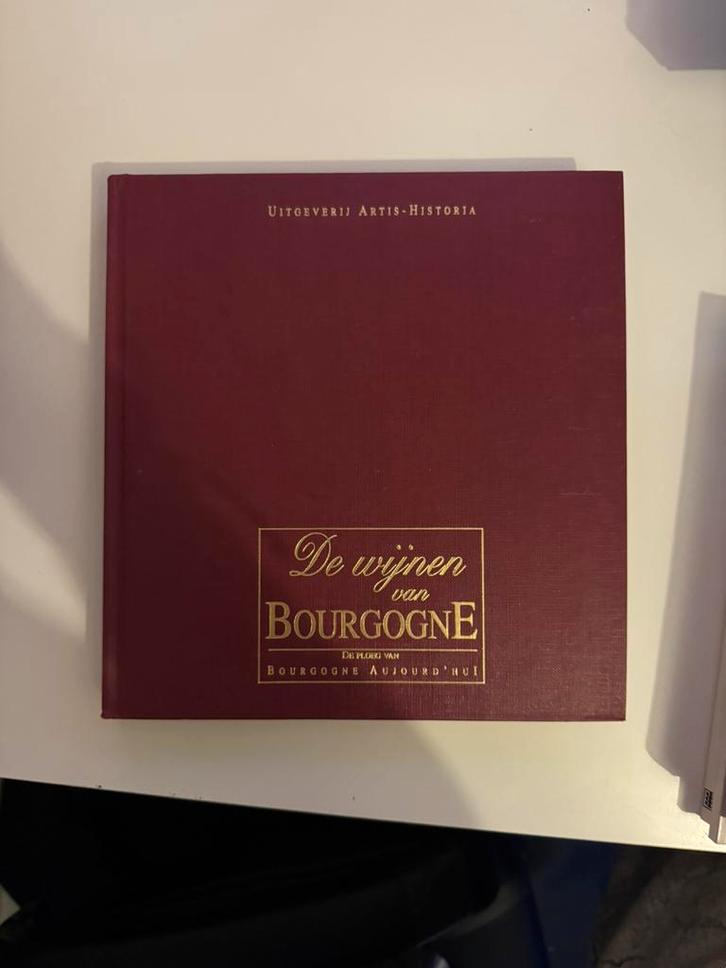 UITGEVERIJ ARTIS-HISTORIA
De wijnen
van
BOURGOGNE
DE PLOEG VAN
BOURGOGNE AUJOURD'HUI